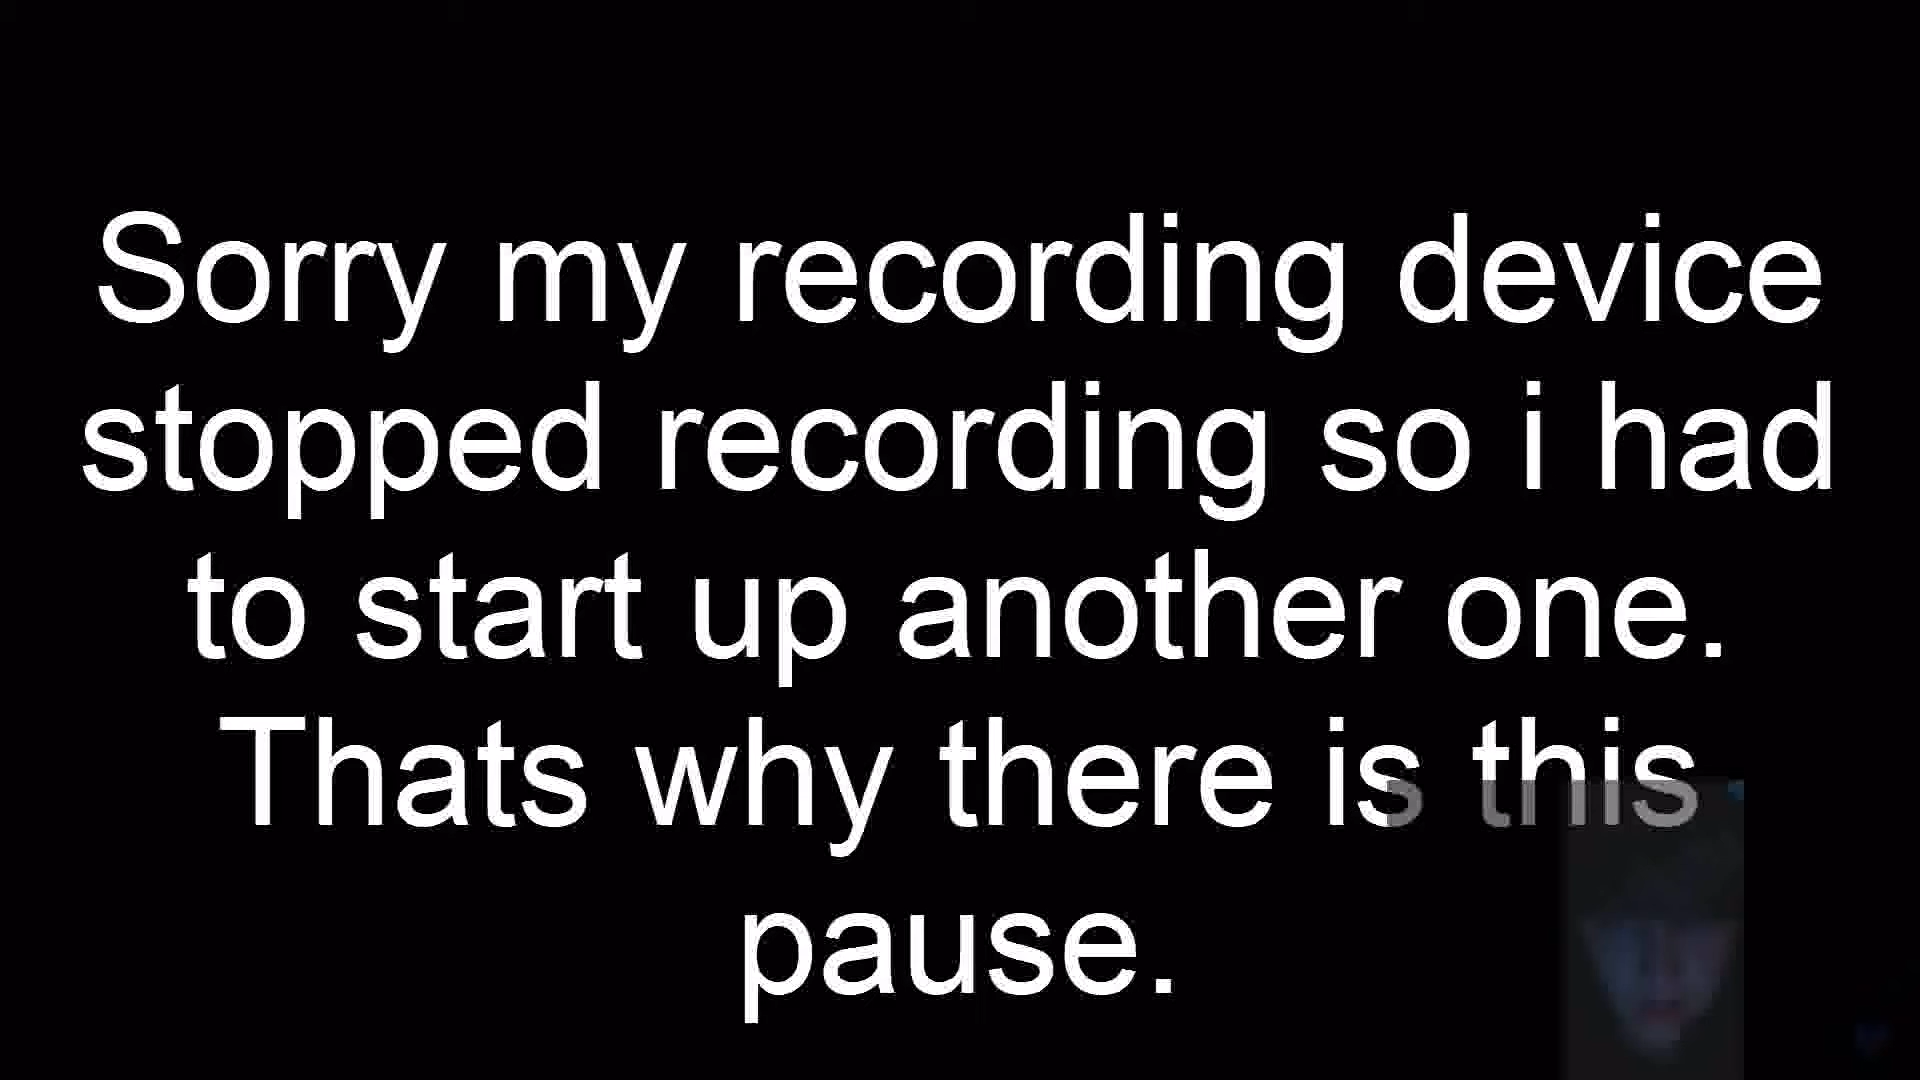 Sorry my recording device
stopped recording so i had
to start up another one.
Thats why there is this
pause.